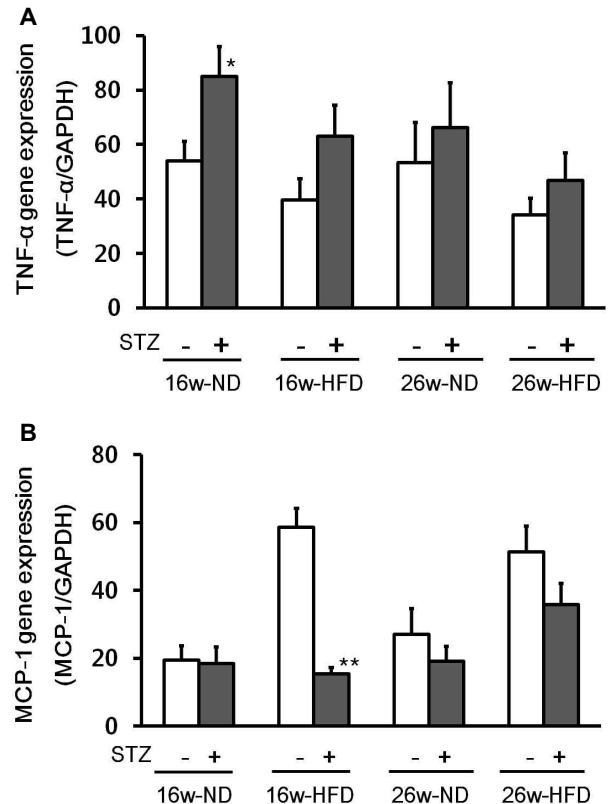 A
TNF-α gene expression
(TNF-α/GAPDH)
100
80
60
40
20
0
*
STZ - + - + - + - +
16w-ND 16w-HFD 26w-ND 26w-HFD
B
MCP-1 gene expression
(MCP-1/GAPDH)
80
60
40
20
0
**
STZ - + - + - + - +
16w-ND 16w-HFD 26w-ND 26w-HFD